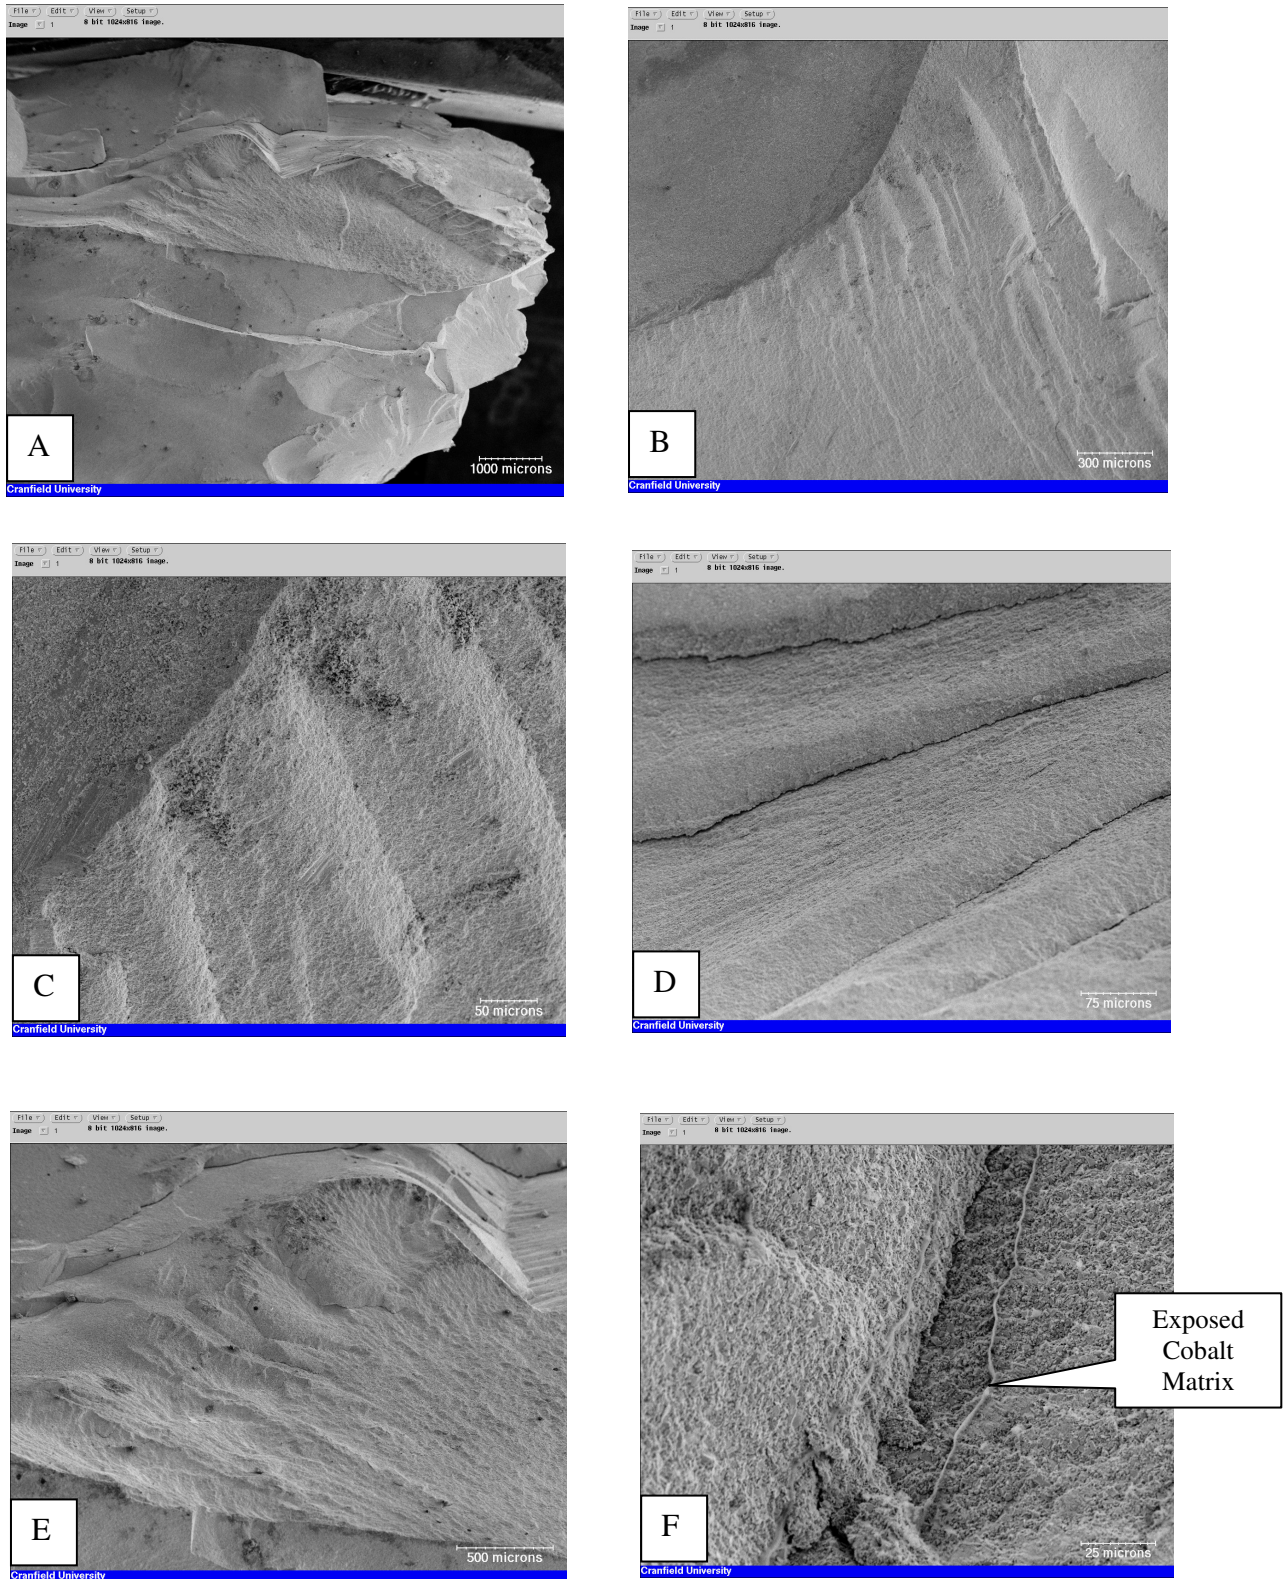 File Edit View Setup
Image 1 8 bit 1024x816 image.
A
1000 microns
Cranfield University
File Edit View Setup
Image 1 8 bit 1024x816 image.
B
300 microns
Cranfield University
File Edit View Setup
Image 1 8 bit 1024x816 image.
C
50 microns
Cranfield University
File Edit View Setup
Image 1 8 bit 1024x816 image.
D
75 microns
Cranfield University
File Edit View Setup
Image 1 8 bit 1024x816 image.
E
500 microns
Cranfield University
File Edit View Setup
Image 1 8 bit 1024x816 image.
Exposed
Cobalt
Matrix
F
25 microns
Cranfield University